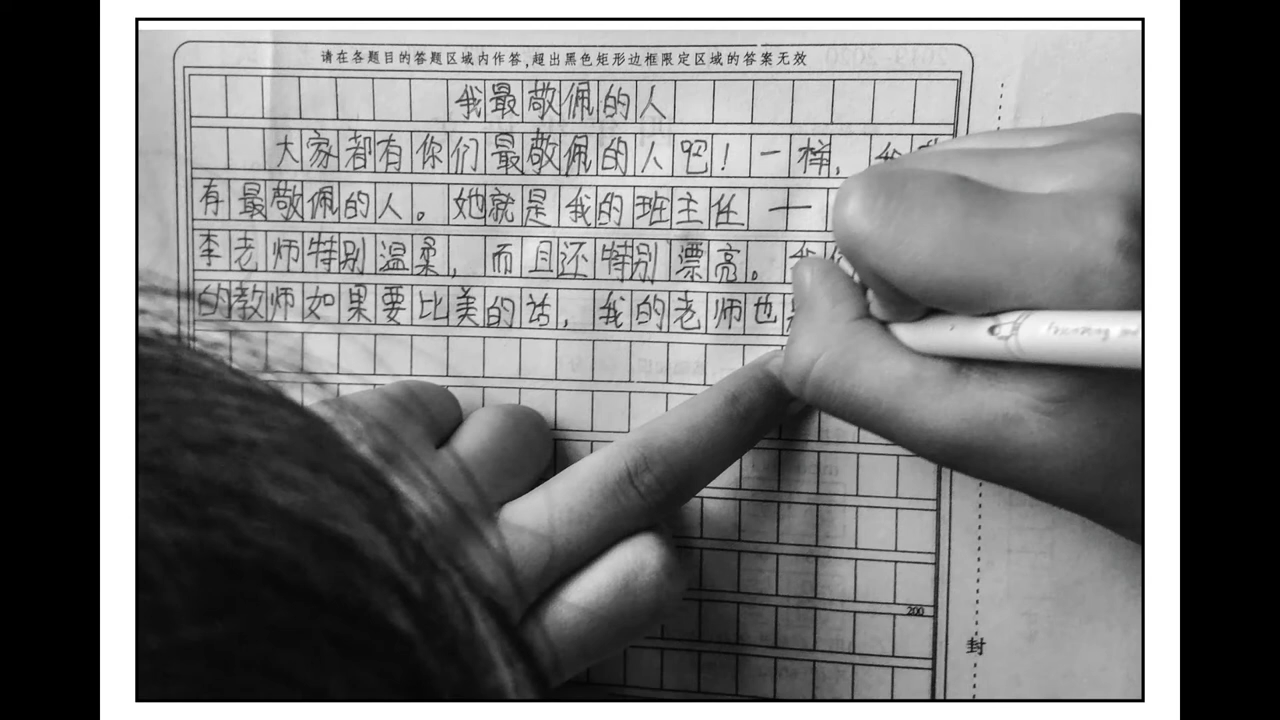 请在各题目的答题区域内作答,超出黑色矩形边框限定区域的答案无效
我最敬佩的人
大家都有你们最敬佩的人吧！一样，我
有最敬佩的人。她就是我的班主任—
李老师特别温柔，而且还特别漂亮。我
的教师如果要比美的话，我的老师也
200
封